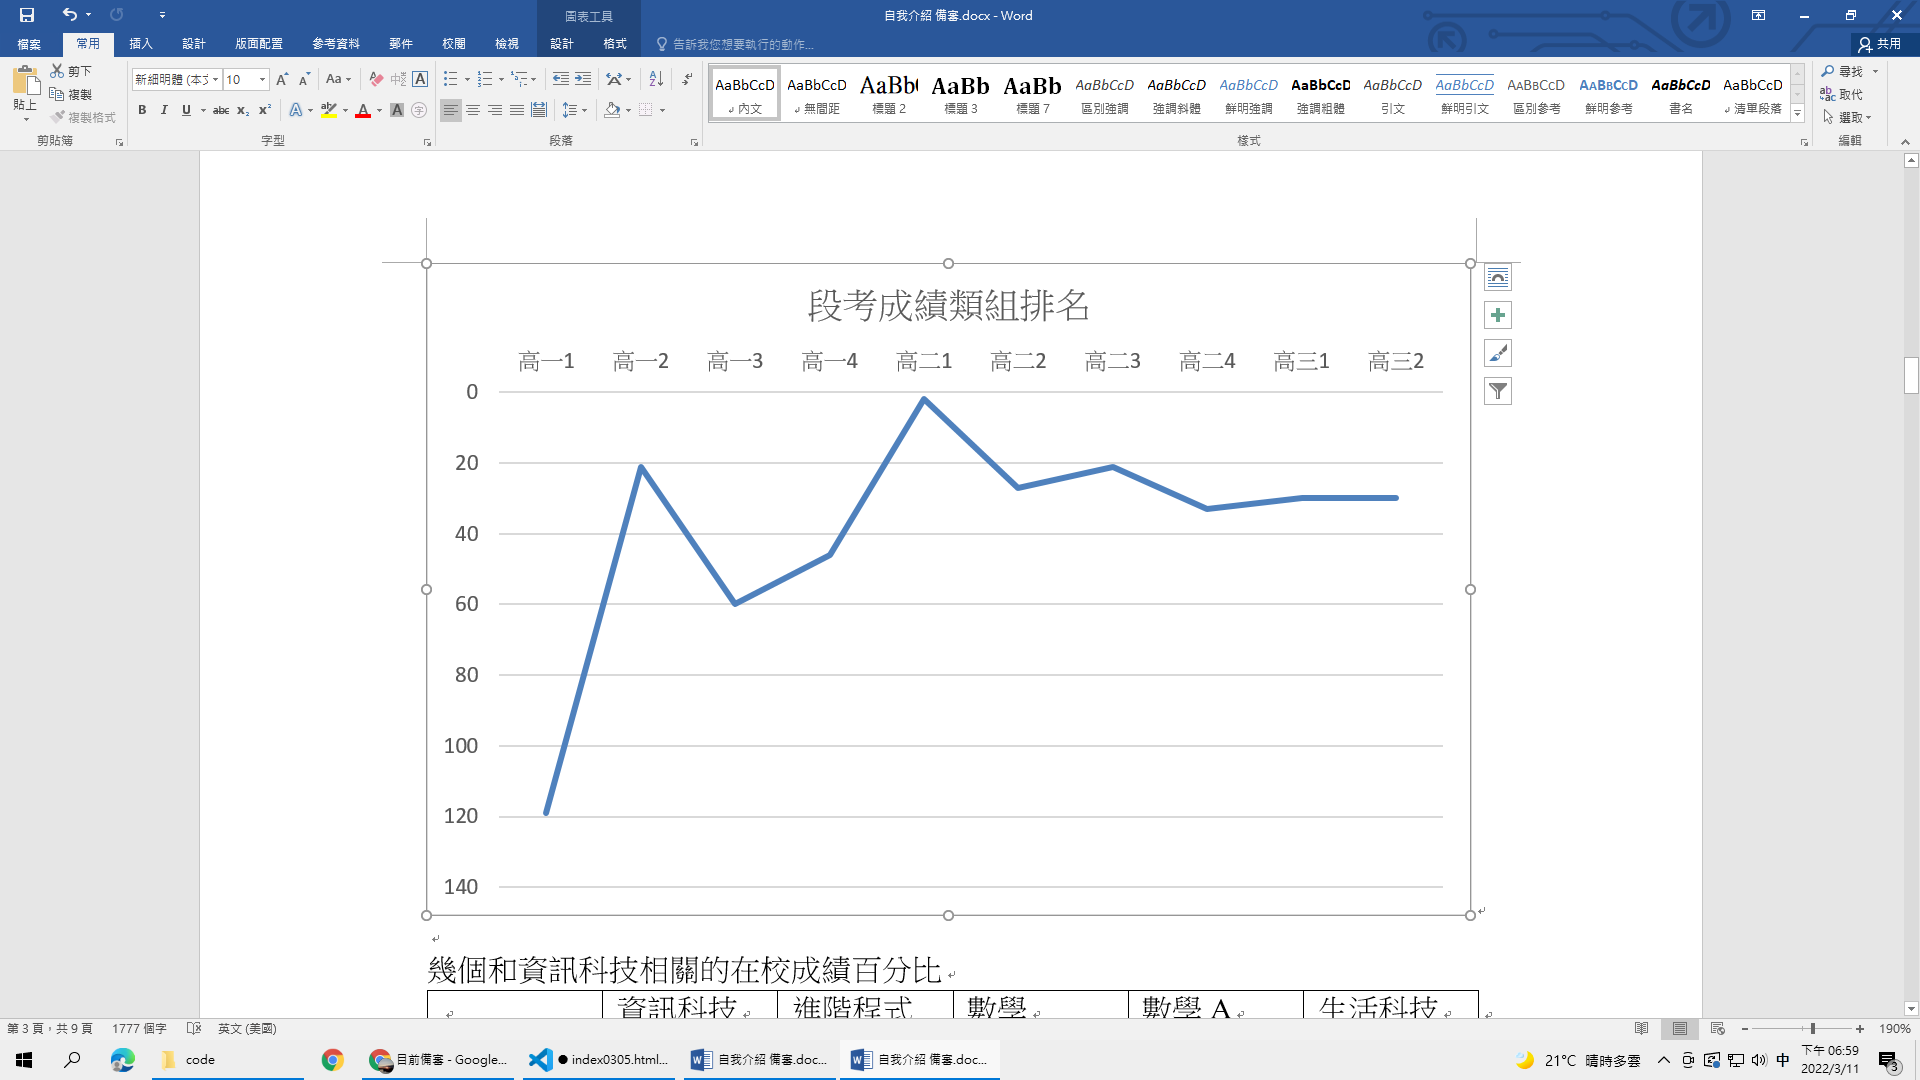 圖表工具
自我介紹 備審.docx - Word
檔案
常用
插入
設計
版面配置
參考資料
郵件
校閱
檢視
設計
格式
告訴我您想要執行的動作...
共用
貼上
剪下
複製
複製格式
剪貼簿
新細明體 (本文
10
字型
段落
AaBbCcD AaBbCcD AaBb( AaBb AaBb AaBbCcD AaBbCcD AaBbCcD AaBbCcD AaBbCcD AaBbCcD AaBbCcD AaBbCcD AaBbCcD AaBbCcD
內文 無間距 標題 2 標題 3 標題 7 區別強調 強調斜體 鮮明強調 強調粗體 引文 鮮明引文 區別參考 鮮明參考 書名 清單段落
樣式
尋找
取代
選取
編輯
段考成績類組排名
高一1 高一2 高一3 高一4 高二1 高二2 高二3 高二4 高三1 高三2
0
20
40
60
80
100
120
140
幾個和資訊科技相關的在校成績百分比
資訊科技 進階程式 數學 數學 A 生活科技
第 3 頁，共 9 頁
1777 個字
英文 (美國)
190%
code
目前備審 - Google...
● index0305.html...
自我介紹 備審.doc...
自我介紹 備審.doc...
21°C 晴時多雲
中
下午 06:59
2022/3/11
3